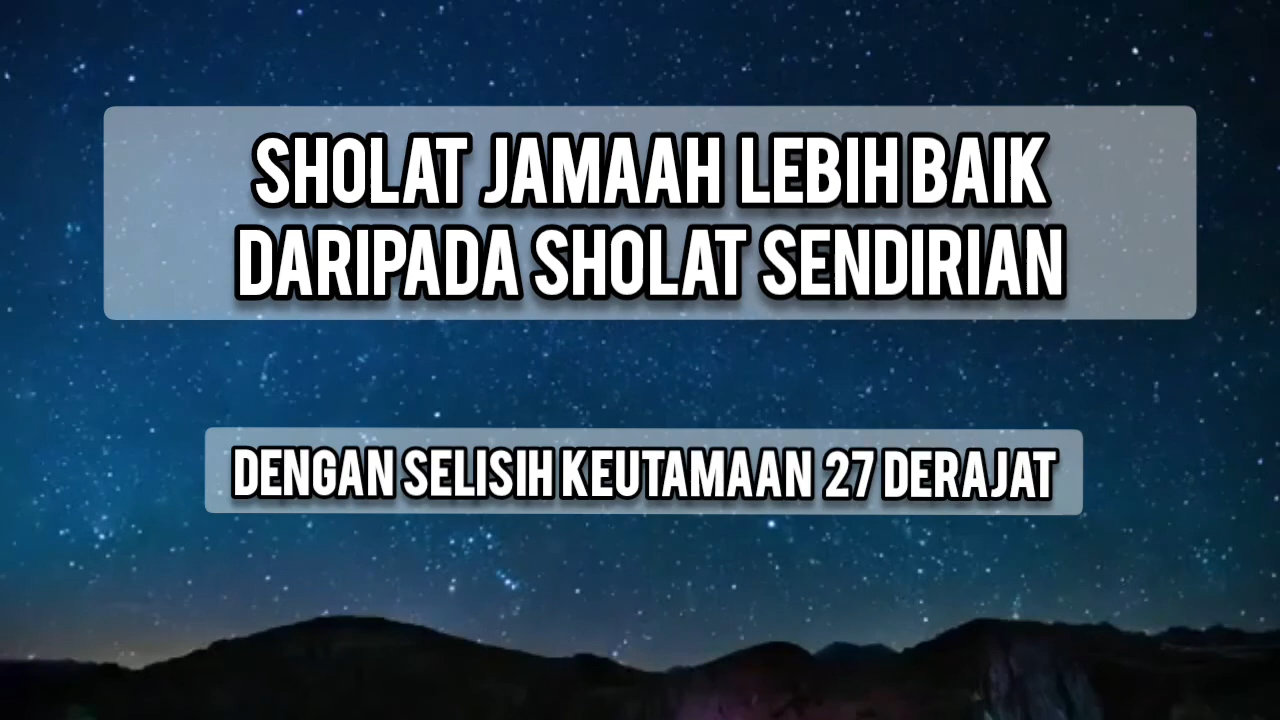 SHOLAT JAMAAH LEBIH BAIK
DARIPADA SHOLAT SENDIRIAN
DENGAN SELISIH KEUTAMAAN 27 DERAJAT